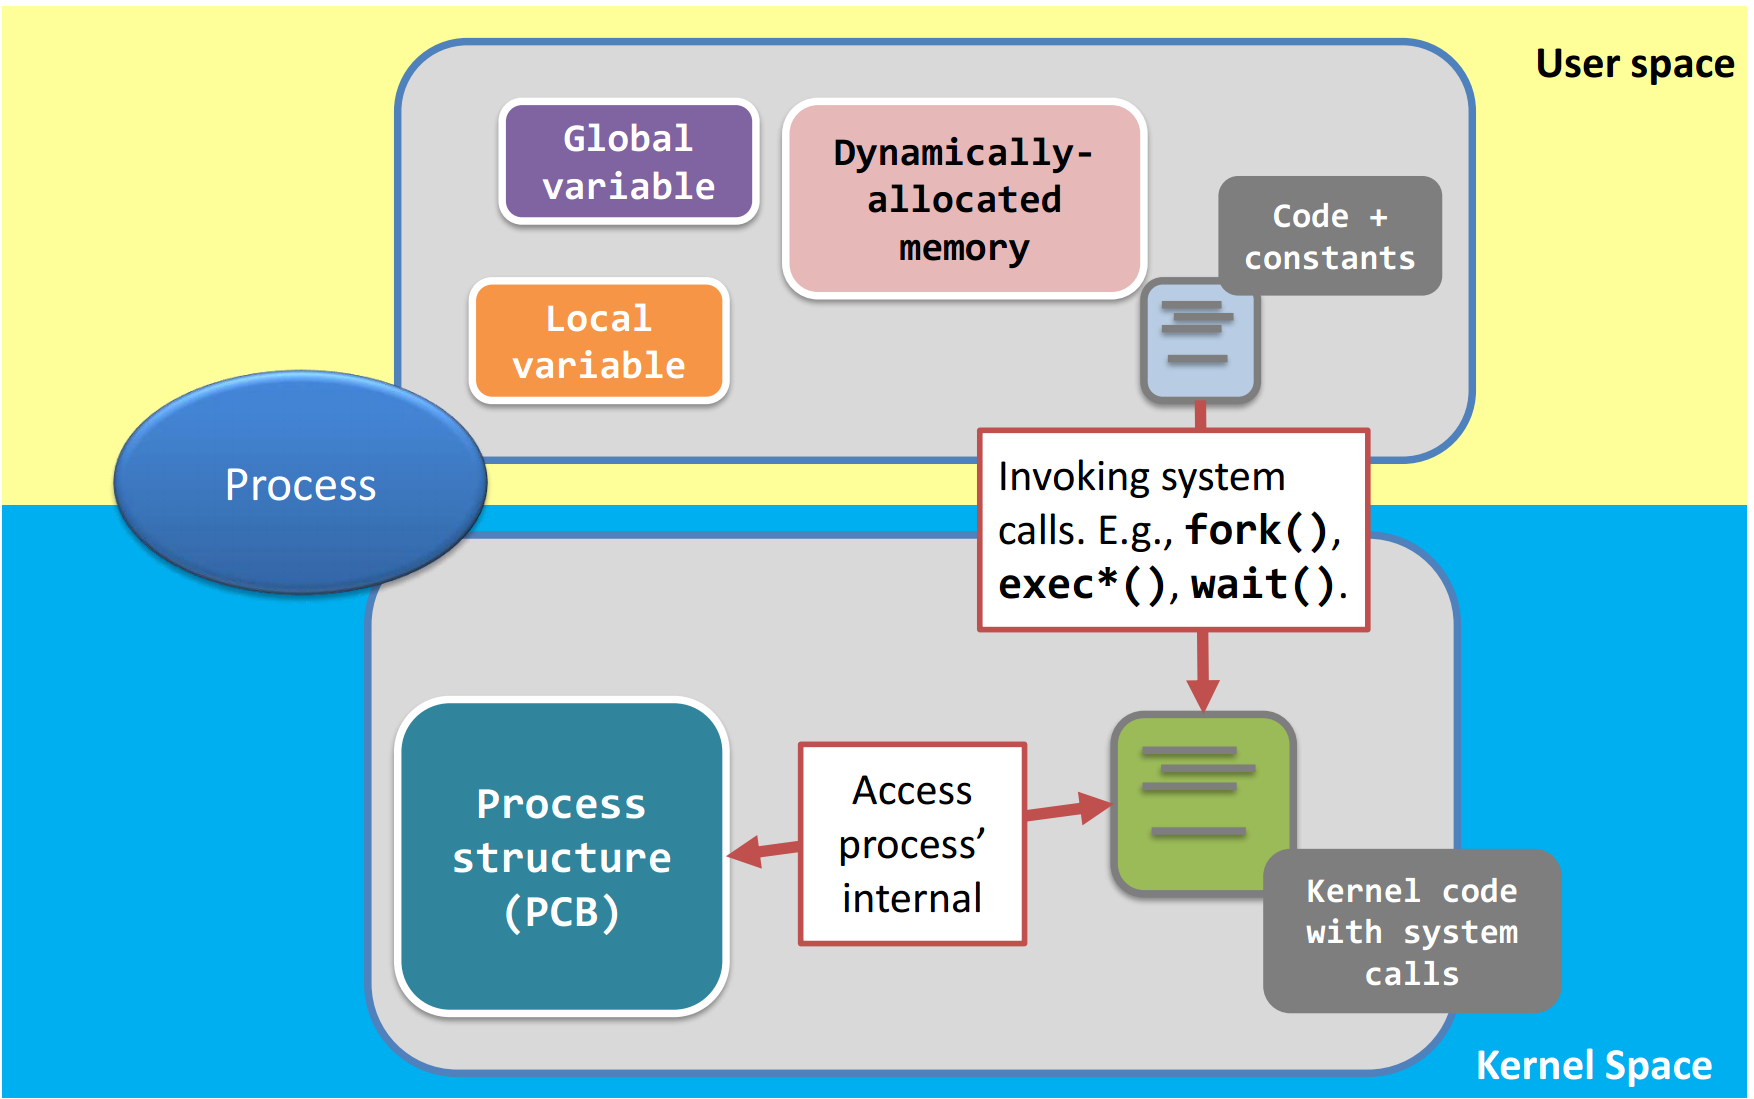 User space
Global
variable
Dynamically-
allocated
memory
Code +
constants
Local
variable
Process
Invoking system
calls. E.g., fork(),
exec*(), wait().
Process
structure
(PCB)
Access
process’
internal
Kernel code
with system
calls
Kernel Space